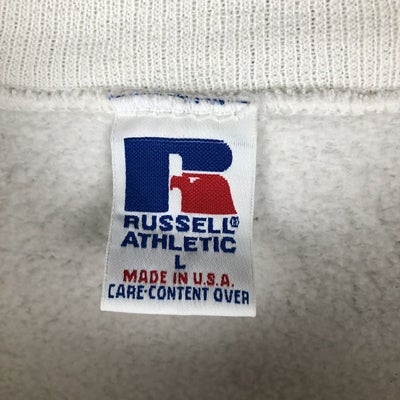 R
RUSSELL®
ATHLETIC
L
MADE IN U.S.A.
CARE-CONTENT OVER